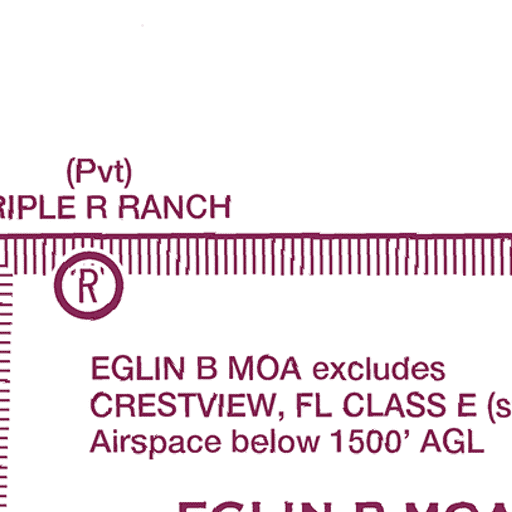 (Pvt)
RIPLE R RANCH
R
EGLIN B MOA excludes
CRESTVIEW, FL CLASS E (s
Airspace below 1500' AGL
EGLIN B MOA